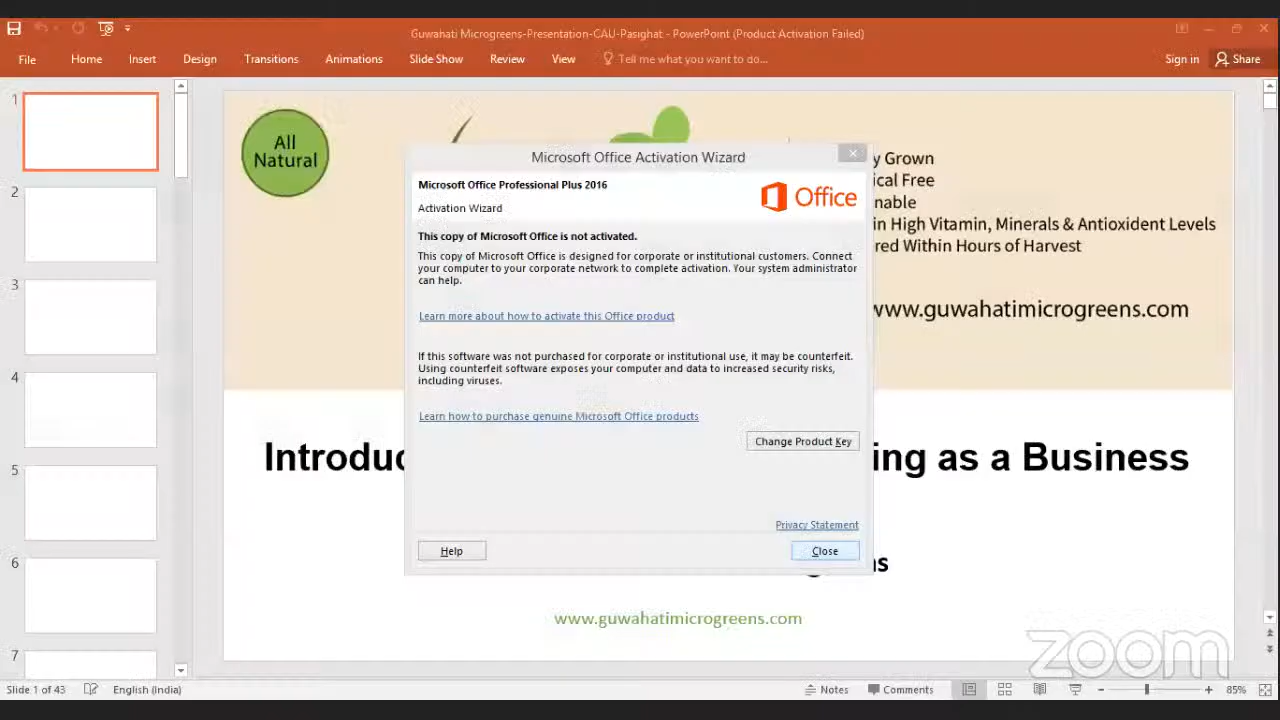 Guwahati Microgreens-Presentation-CAU-Pasighat - PowerPoint (Product Activation Failed)
File Home Insert Design Transitions Animations Slide Show Review View Tell me what you want to do... Sign in Share
1
2
3
4
5
6
7
All
Natural
Grown
Free
in High Vitamin, Minerals & Antioxident Levels
Within Hours of Harvest
www.guwahatimicrogreens.com
Microsoft Office Activation Wizard
Microsoft Office Professional Plus 2016
Activation Wizard
Office
This copy of Microsoft Office is not activated.
This copy of Microsoft Office is designed for corporate or institutional customers. Connect
your computer to your corporate network to complete activation. Your system administrator
can help.
Learn more about how to activate this Office product
If this software was not purchased for corporate or institutional use, it may be counterfeit.
Using counterfeit software exposes your computer and data to increased security risks,
including viruses.
Learn how to purchase genuine Microsoft Office products
Change Product Key
Privacy Statement
Help Close
as a Business
www.guwahatimicrogreens.com
zoom
Slide 1 of 43 English (India) Notes Comments 85%